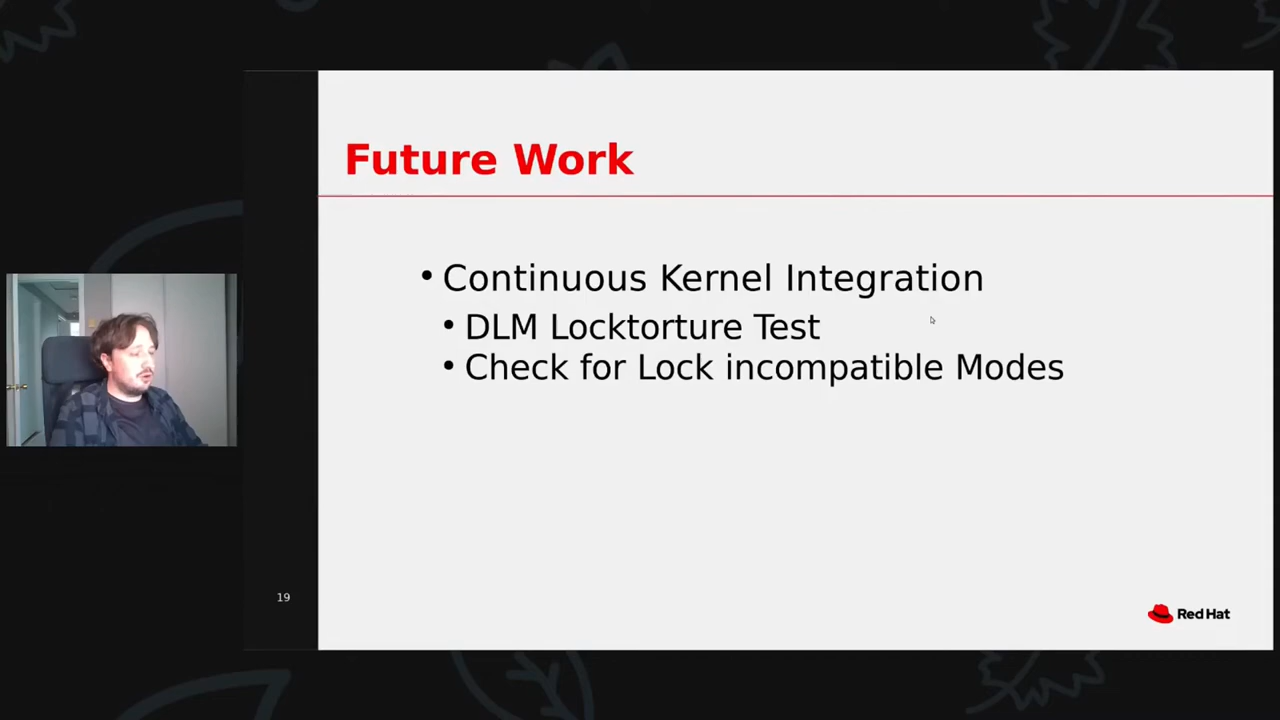 Future Work
• Continuous Kernel Integration
• DLM Locktorture Test
• Check for Lock incompatible Modes
19
Red Hat